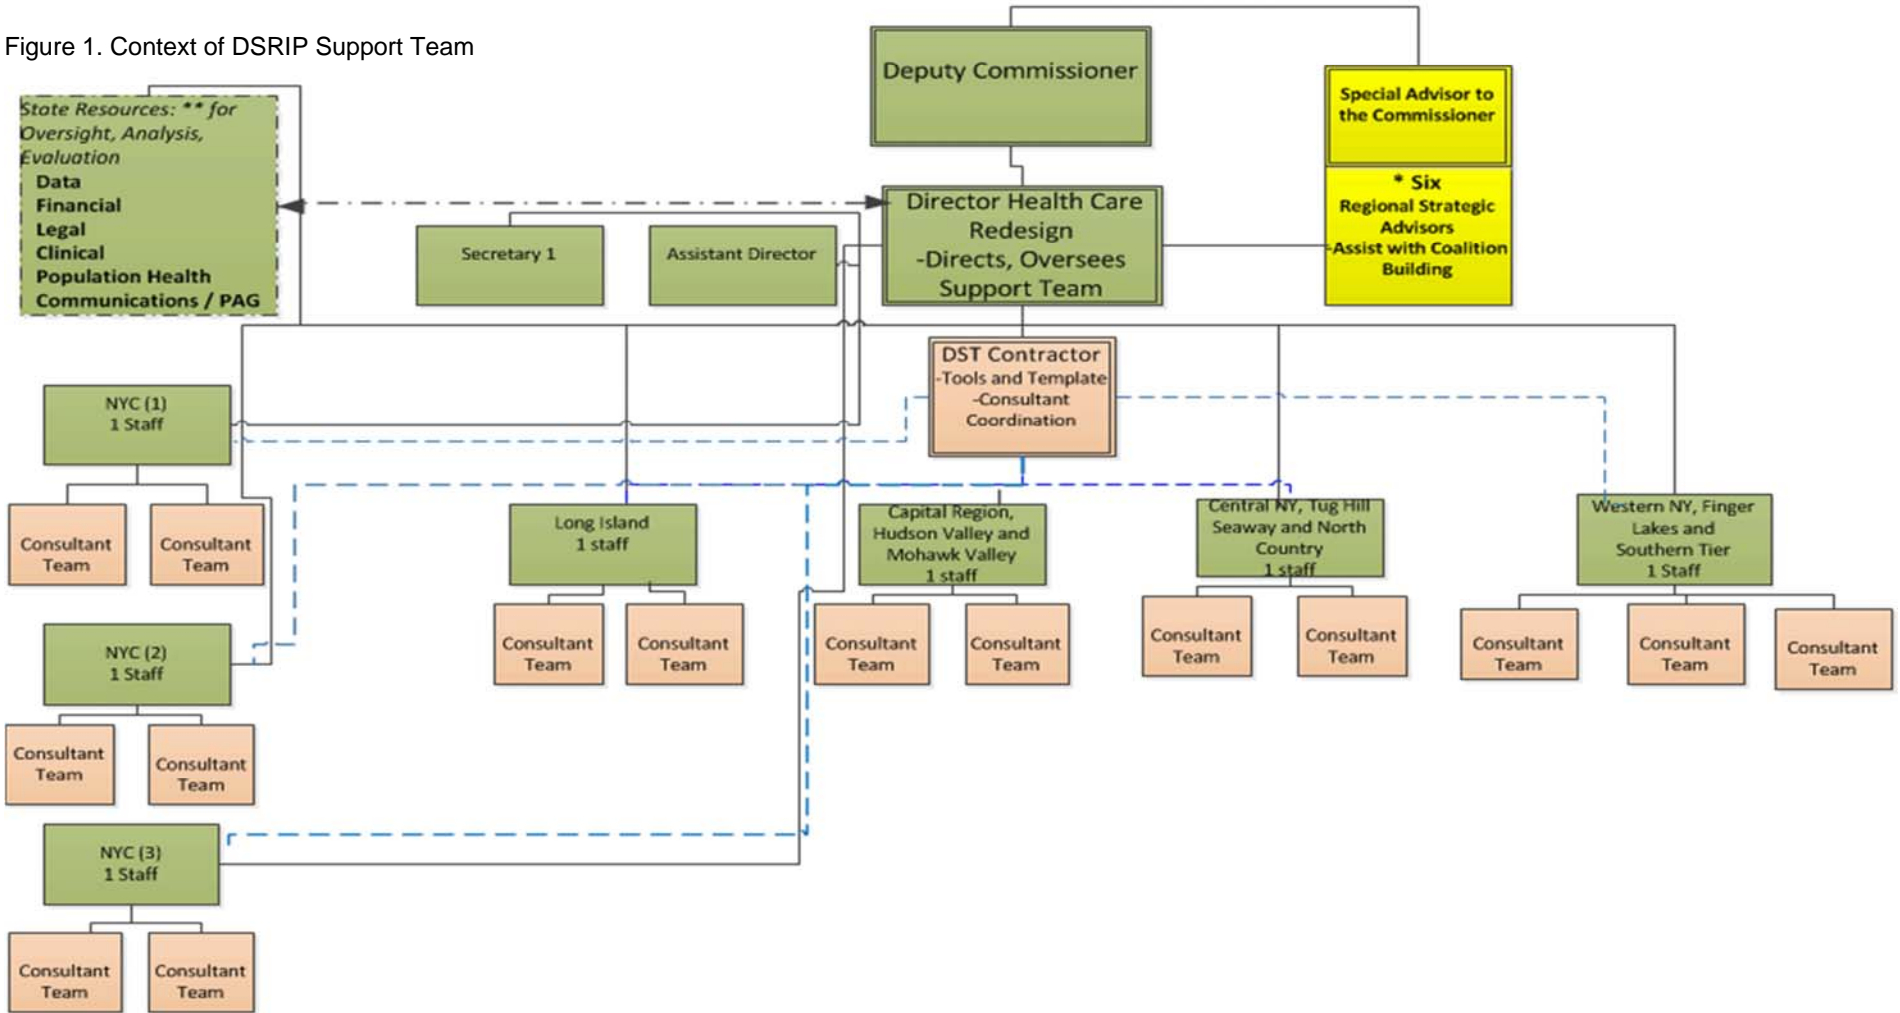 Figure 1. Context of DSRIP Support Team
Deputy Commissioner
Special Advisor to
the Commissioner
* Six
Regional Strategic
Advisors
-Assist with Coalition
Building
State Resources: ** for
Oversight, Analysis,
Evaluation
Data
Financial
Legal
Clinical
Population Health
Communications / PAG
Secretary 1
Assistant Director
Director Health Care
Redesign
-Directs, Oversees
Support Team
DST Contractor
-Tools and Template
-Consultant
Coordination
NYC (1)
1 Staff
Consultant
Team
Consultant
Team
Long Island
1 staff
Capital Region,
Hudson Valley and
Mohawk Valley
1 staff
Central NY, Tug Hill
Seaway and North
Country
1 staff
Western NY, Finger
Lakes and
Southern Tier
1 Staff
Consultant
Team
Consultant
Team
Consultant
Team
Consultant
Team
Consultant
Team
Consultant
Team
Consultant
Team
Consultant
Team
Consultant
Team
NYC (2)
1 Staff
Consultant
Team
Consultant
Team
NYC (3)
1 Staff
Consultant
Team
Consultant
Team